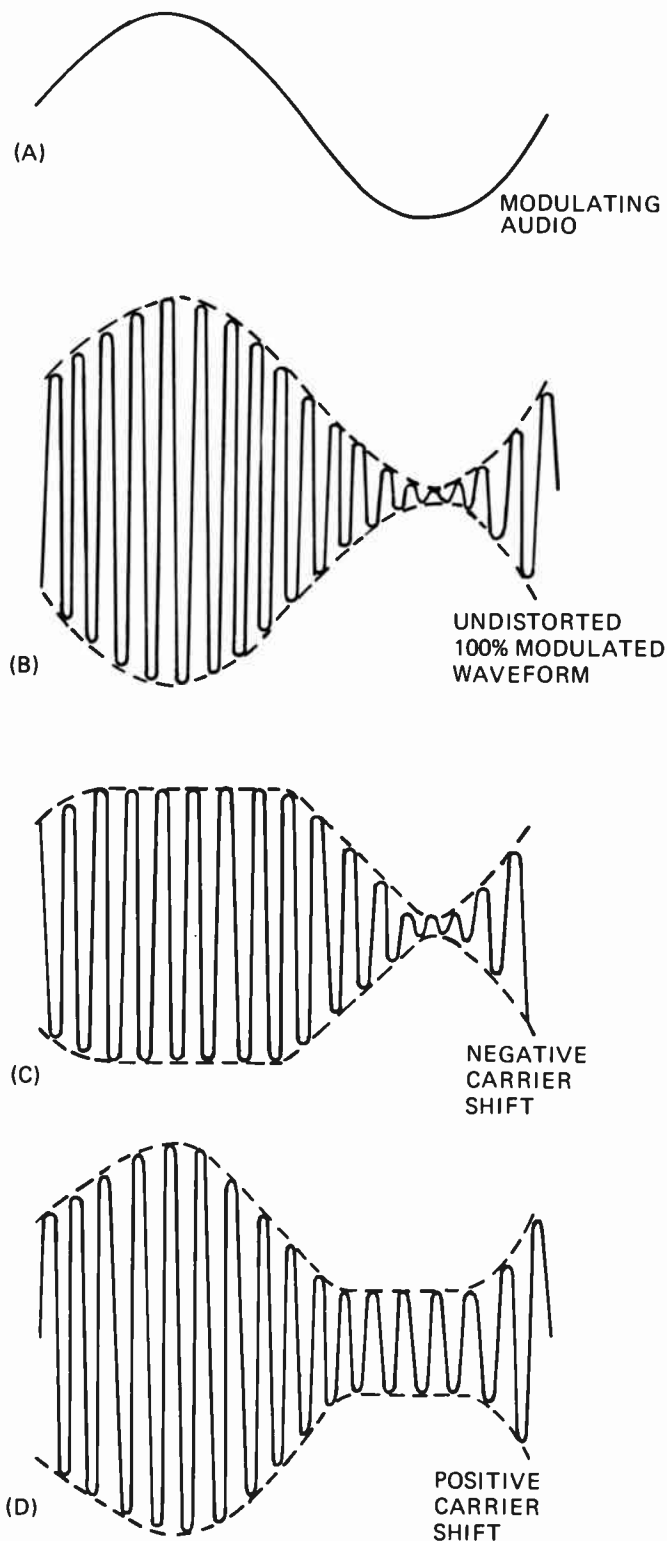 (A)
MODULATING
AUDIO
UNDISTORTED
100% MODULATED
WAVEFORM
(B)
NEGATIVE
CARRIER
SHIFT
(C)
POSITIVE
CARRIER
SHIFT
(D)